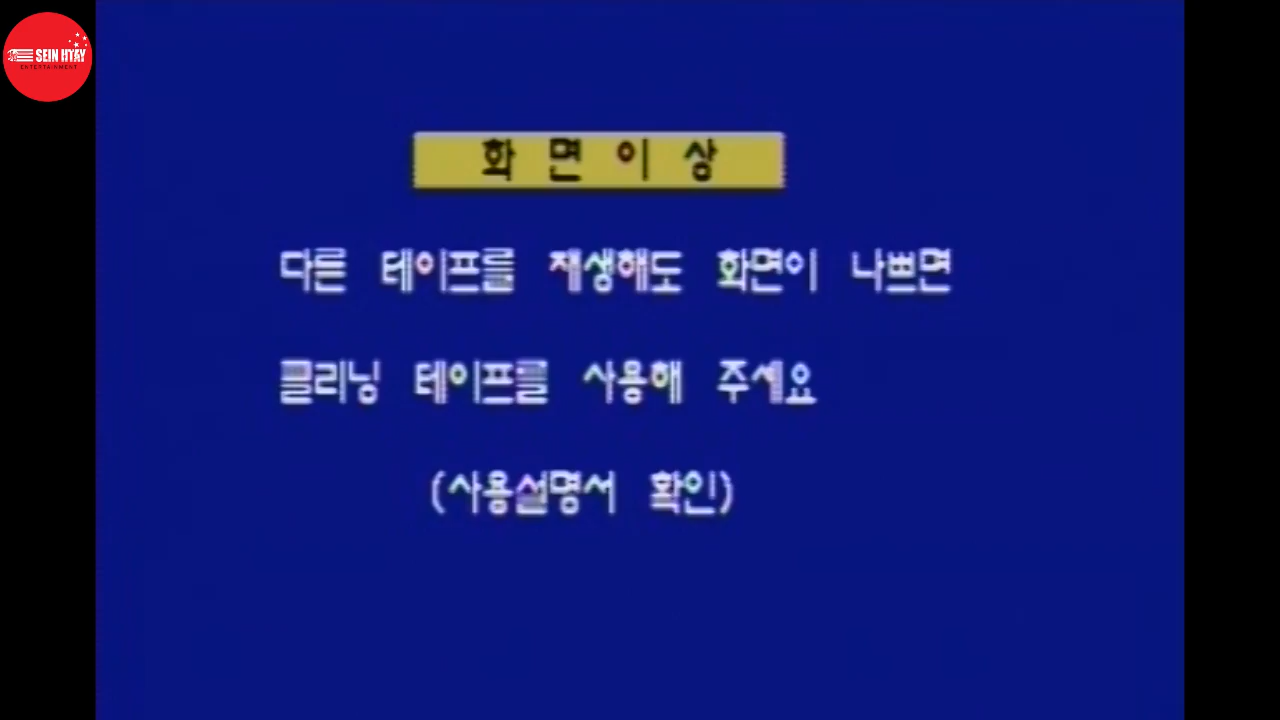 SEIN HTAY
ENTERTAINMENT
화 면 이 상
다른 테이프를 재생해도 화면이 나쁘면
클리닝 테이프를 사용해 주세요
(사용설명서 확인)